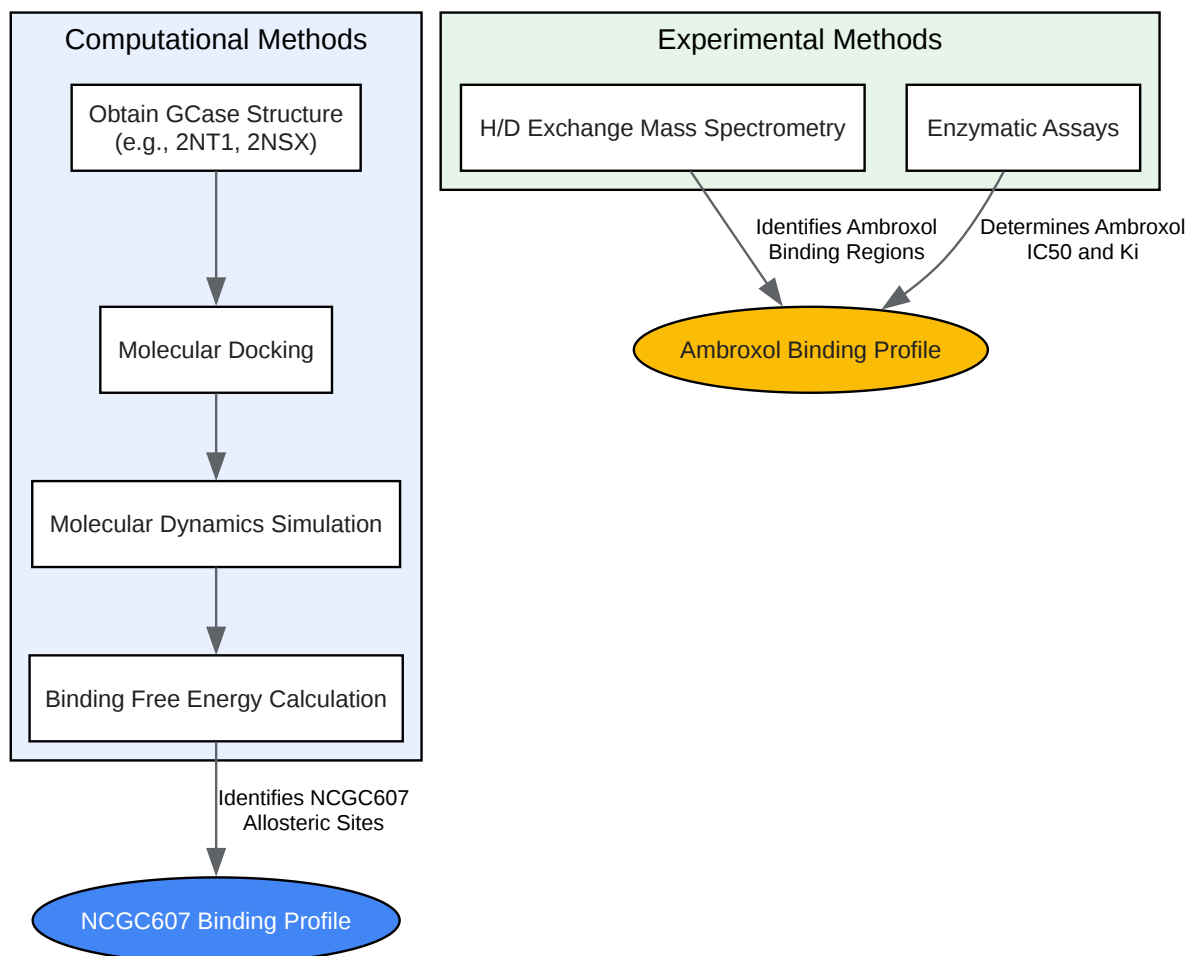 Computational Methods
Obtain GCase Structure
(e.g., 2NT1, 2NSX)
Molecular Docking
Molecular Dynamics Simulation
Binding Free Energy Calculation
Identifies NCGC607
Allosteric Sites
NCGC607 Binding Profile
Experimental Methods
H/D Exchange Mass Spectrometry
Enzymatic Assays
Identifies Ambroxol
Binding Regions
Determines Ambroxol
IC50 and Ki
Ambroxol Binding Profile